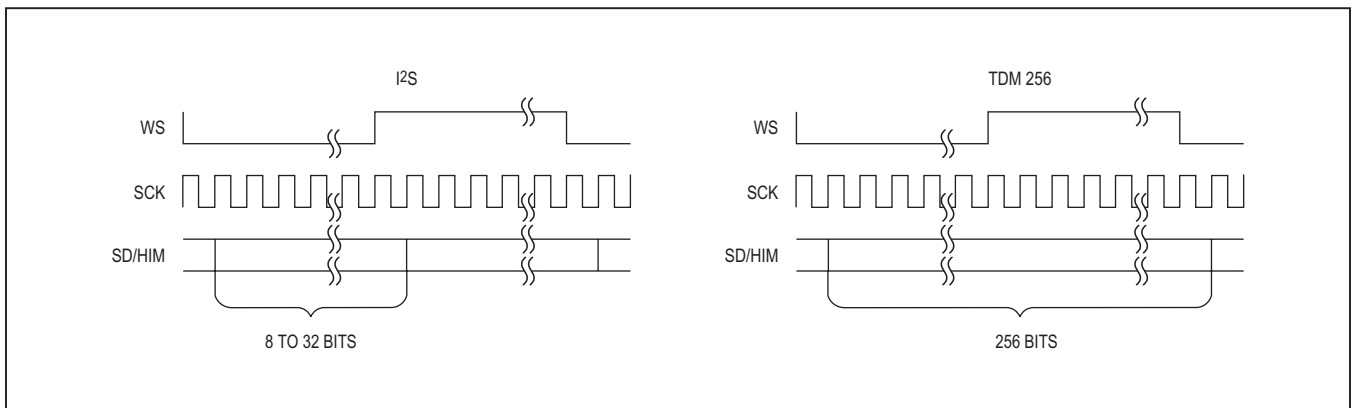 I²S
WS
SCK
SD/HIM
8 TO 32 BITS
TDM 256
WS
SCK
SD/HIM
256 BITS